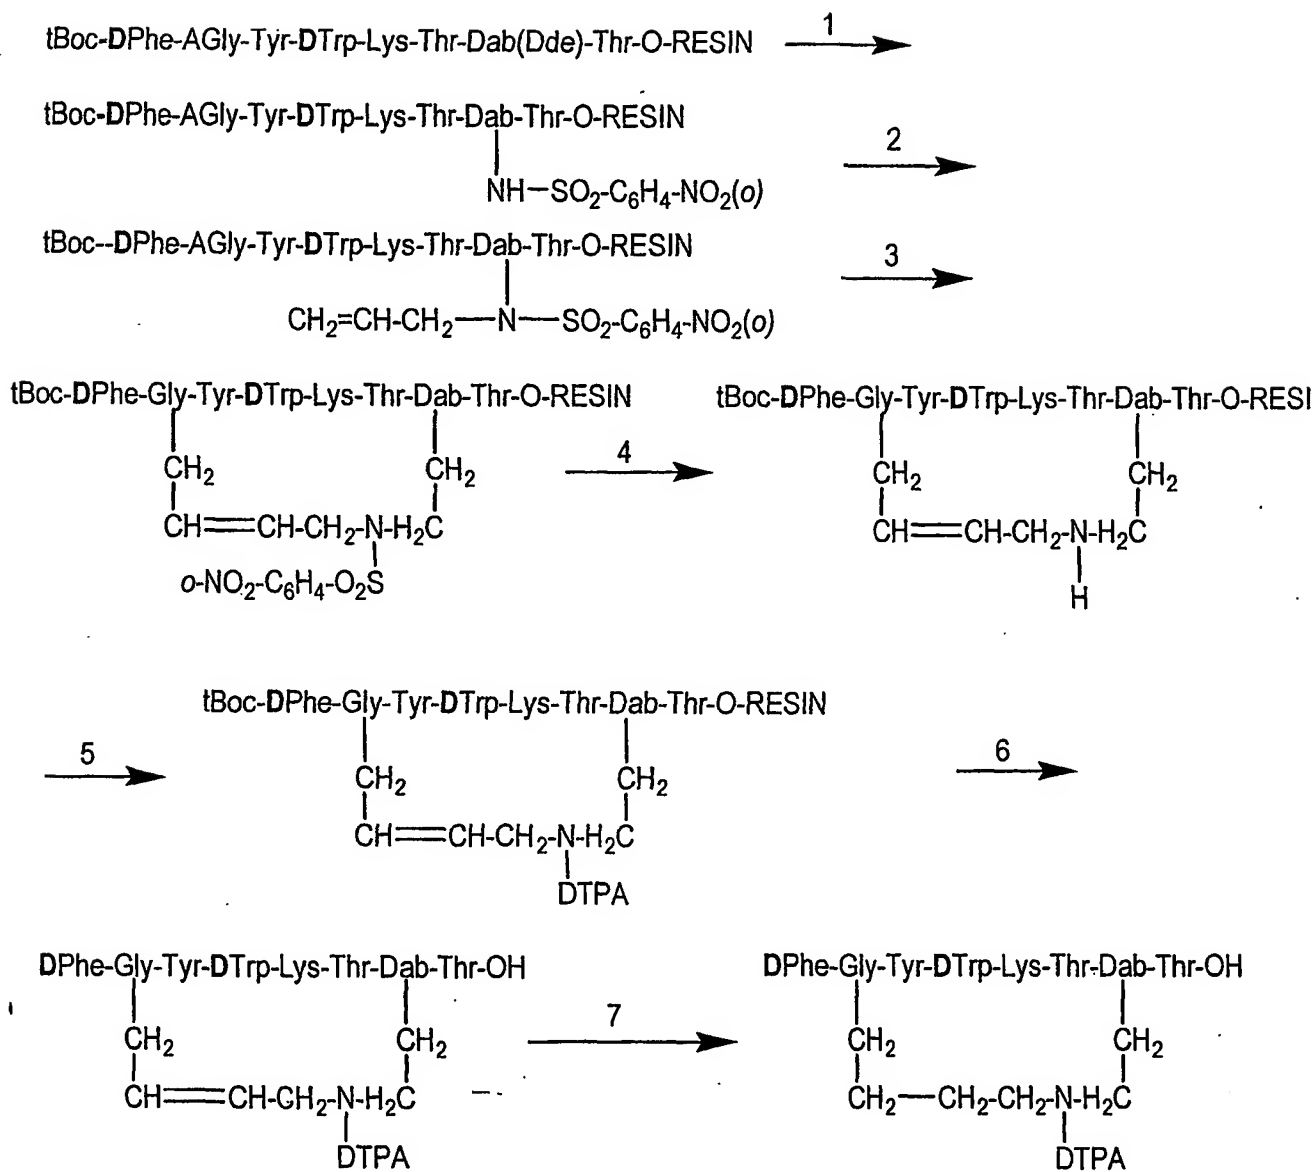 tBoc-DPhe-AGly-Tyr-DTrp-Lys-Thr-Dab(Dde)-Thr-O-RESIN 1
tBoc-DPhe-AGly-Tyr-DTrp-Lys-Thr-Dab-Thr-O-RESIN
2
NH-SO2-C6H4-NO2(o)
tBoc--DPhe-AGly-Tyr-DTrp-Lys-Thr-Dab-Thr-O-RESIN
3
CH2=CH-CH2-N-SO2-C6H4-NO2(o)
tBoc-DPhe-Gly-Tyr-DTrp-Lys-Thr-Dab-Thr-O-RESIN tBoc-DPhe-Gly-Tyr-DTrp-Lys-Thr-Dab-Thr-O-RESI
4
CH2 CH2 CH2 CH2
CH=CH-CH2-N-H2C CH=CH-CH2-N-H2C
o-NO2-C6H4-O2S H
tBoc-DPhe-Gly-Tyr-DTrp-Lys-Thr-Dab-Thr-O-RESIN
5 6
CH2 CH2
CH=CH-CH2-N-H2C
DTPA
DPhe-Gly-Tyr-DTrp-Lys-Thr-Dab-Thr-OH DPhe-Gly-Tyr-DTrp-Lys-Thr-Dab-Thr-OH
7
CH2 CH2 CH2 CH2
CH=CH-CH2-N-H2C CH2-CH2-CH2-N-H2C
DTPA DTPA